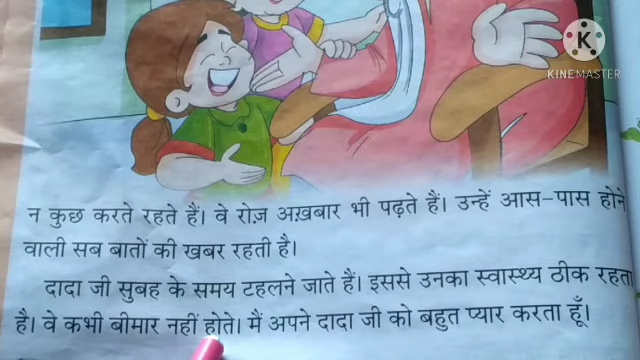 KINEMASTER
न कुछ करते रहते हैं। वे रोज़ अख़बार भी पढ़ते हैं। उन्हें आस-पास होने
वाली सब बातों की खबर रहती है।
दादा जी सुबह के समय टहलने जाते हैं। इससे उनका स्वास्थ्य ठीक रहता
है। वे कभी बीमार नहीं होते। मैं अपने दादा जी को बहुत प्यार करता हूँ।